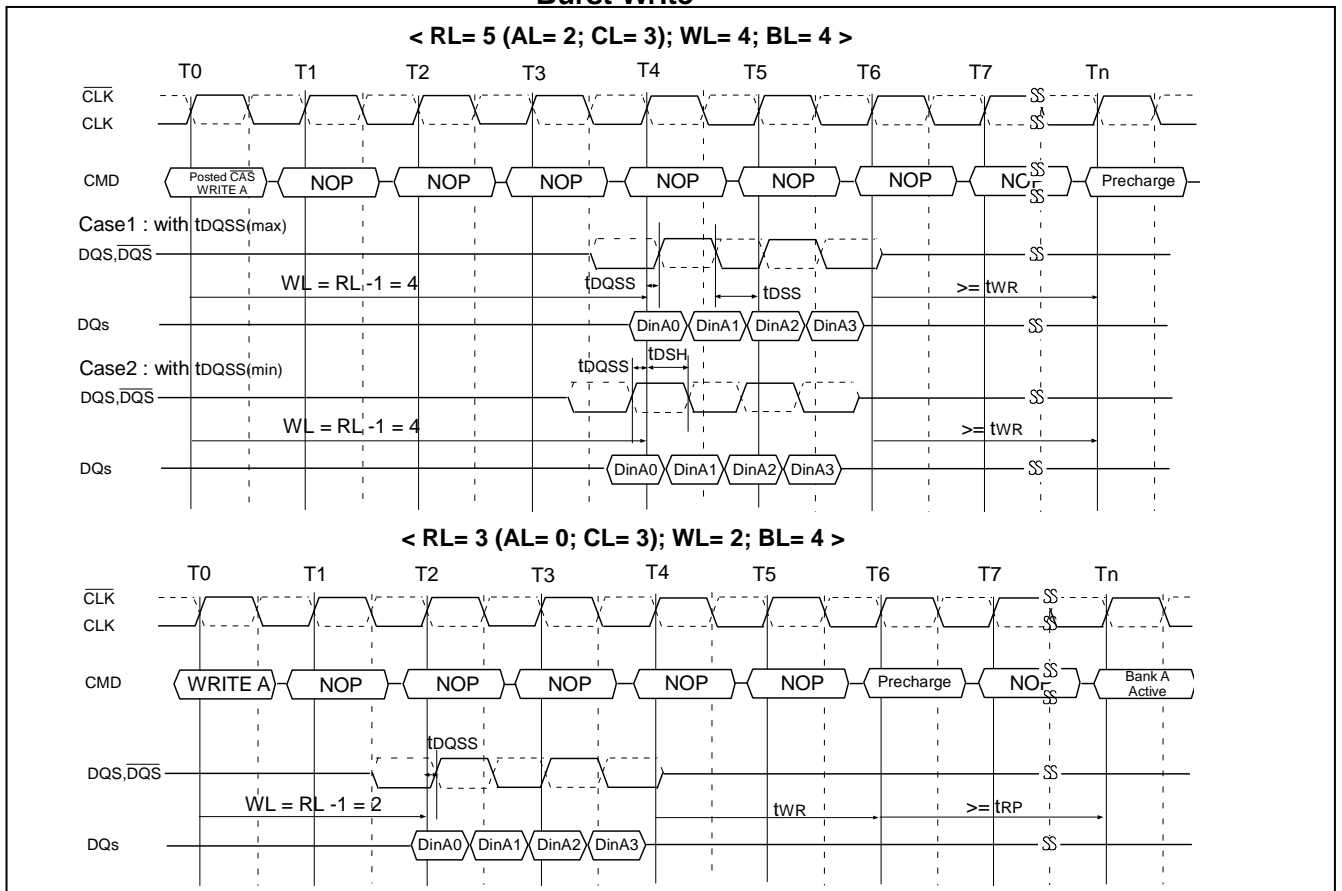 Burst Write
< RL= 5 (AL= 2; CL= 3); WL= 4; BL= 4 >
T0 T1 T2 T3 T4 T5 T6 T7 Tn
CLK
CLK
CMD Posted CAS WRITE A NOP NOP NOP NOP NOP NOP Precharge
Case1 : with tDQSS(max)
DQS,DQS
WL = RL -1 = 4 tDQSS tDSS >= tWR
DQs DinA0 DinA1 DinA2 DinA3
Case2 : with tDQSS(min) tDQSS tDSH
DQS,DQS
WL = RL -1 = 4 >= tWR
DQs DinA0 DinA1 DinA2 DinA3
< RL= 3 (AL= 0; CL= 3); WL= 2; BL= 4 >
T0 T1 T2 T3 T4 T5 T6 T7 Tn
CLK
CLK
CMD WRITE A NOP NOP NOP NOP NOP Precharge Bank A Active
tDQSS
DQS,DQS
WL = RL -1 = 2 tWR >= tRP
DQs DinA0 DinA1 DinA2 DinA3